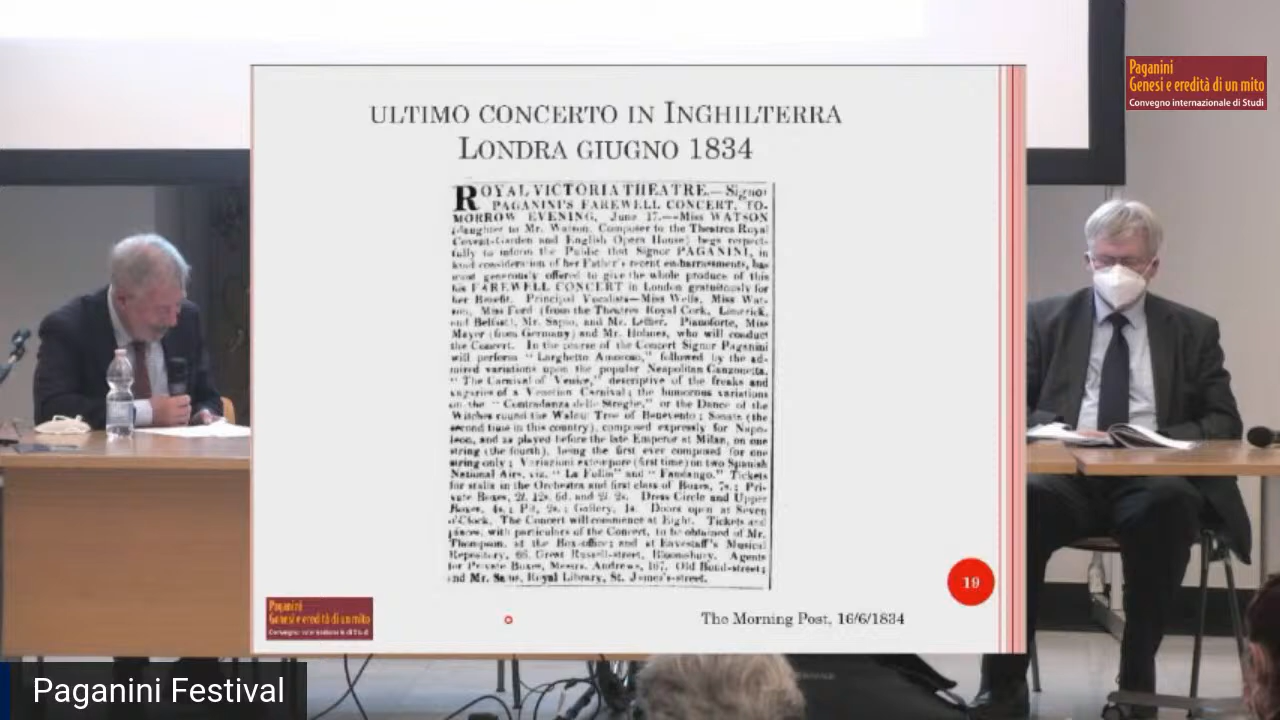 Paganini
Genesi e eredità di un mito
Convegno internazionale di Studi
ULTIMO CONCERTO IN INGHILTERRA
LONDRA GIUGNO 1834
ROYAL VICTORIA THEATRE.—Signor
PAGANINI'S FAREWELL CONCERT, TO-
MORROW EVENING, June 17.—Miss WATSON
(daughter to Mr. Watson, Composer to the Theatres Royal
Covent-Garden and English Opera House) begs respect-
fully to inform the Public that Signor PAGANINI, in
kind consideration of her Father's recent embarrassments, has
most generously offered to give the whole produce of this
his FAREWELL CONCERT in London gratuitously for
her Benefit. Principal Vocalists—Miss Wells, Miss Wat-
son, Miss Ford (from the Theatres Royal Cork, Limerick,
and Belfast), Mr. Sapio, and Mr. Pianoforte, Miss
Mayer (from Germany) and Mr. Holmes, who will conduct
the Concert. In the course of the Concert Signor Paganini
will perform "Larghetto Amoroso," followed by the ad-
mired variations upon the popular Neapolitan Canzonetta,
"The Carnival of Venice," descriptive of the freaks and
vagaries of a Venetian Carnival; the humorous variations
on the "Contradanza delle Streghe," or the Dance of the
Witches round the Walnu Tree of Benevento; Sonata (the
second time in this country), composed expressly for Napo-
leon, and as played before the late Emperor at Milan, on one
string (the fourth), being the first ever composed for one
string only; Variazioni extempore (first time) on two Spanish
National Airs, viz. "La Follia" and "Fandango." Tickets
for stalls in the Orchestra and first class of Boxes, 7s.; Pri-
vate Boxes, 2l. 12s. 6d. and 2l. 2s. Dress Circle and Upper
Boxes, 4s.; Pit, 2s.; Gallery, 1s. Doors open at Seven
o'Clock. The Concert will commence at Eight. Tickets and
places, with particulars of the Concert, to be obtained of Mr.
Thompson, at the Box-office; and at Eavestaff's Musical
Repository, 66, Great Russell-street, Bloomsbury. Agents
for Private Boxes, Messrs. Andrews, 167, Old Bond-street;
and Mr. Royal Library, St. James's-street.
19
Paganini
Genesi e eredità di un mito
Convegno internazionale di Studi
The Morning Post, 16/6/1834
Paganini Festival